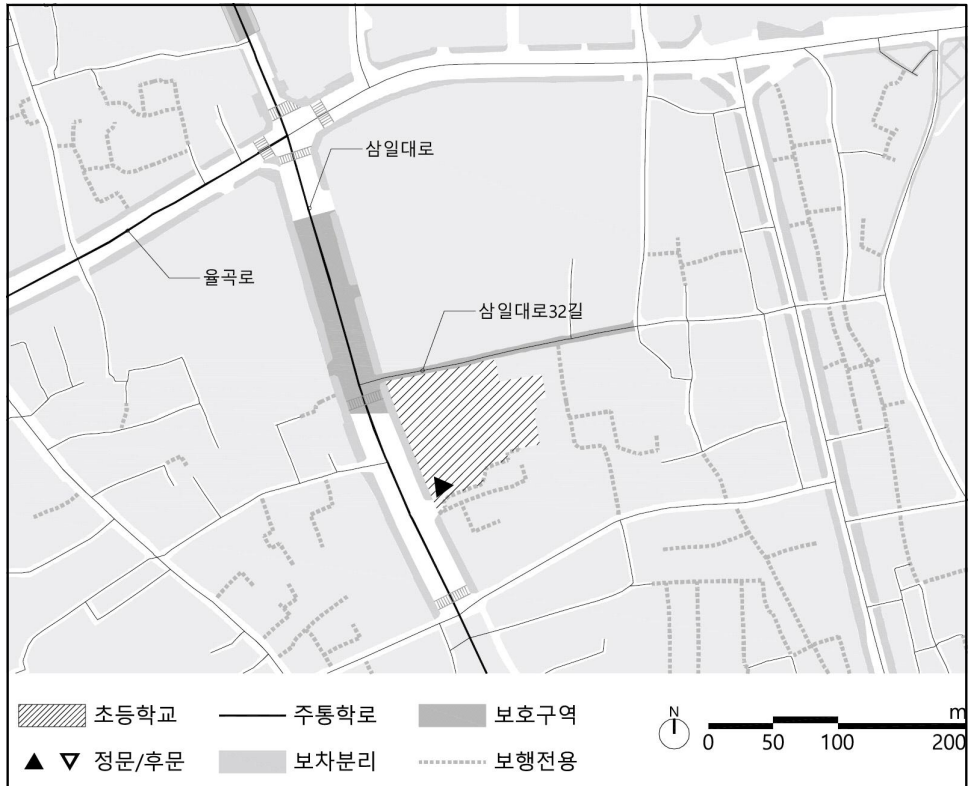 삼일대로
율곡로
삼일대로32길
초등학교 주통학로 보호구역
정문/후문 보차분리 보행전용
N
m
0 50 100 200